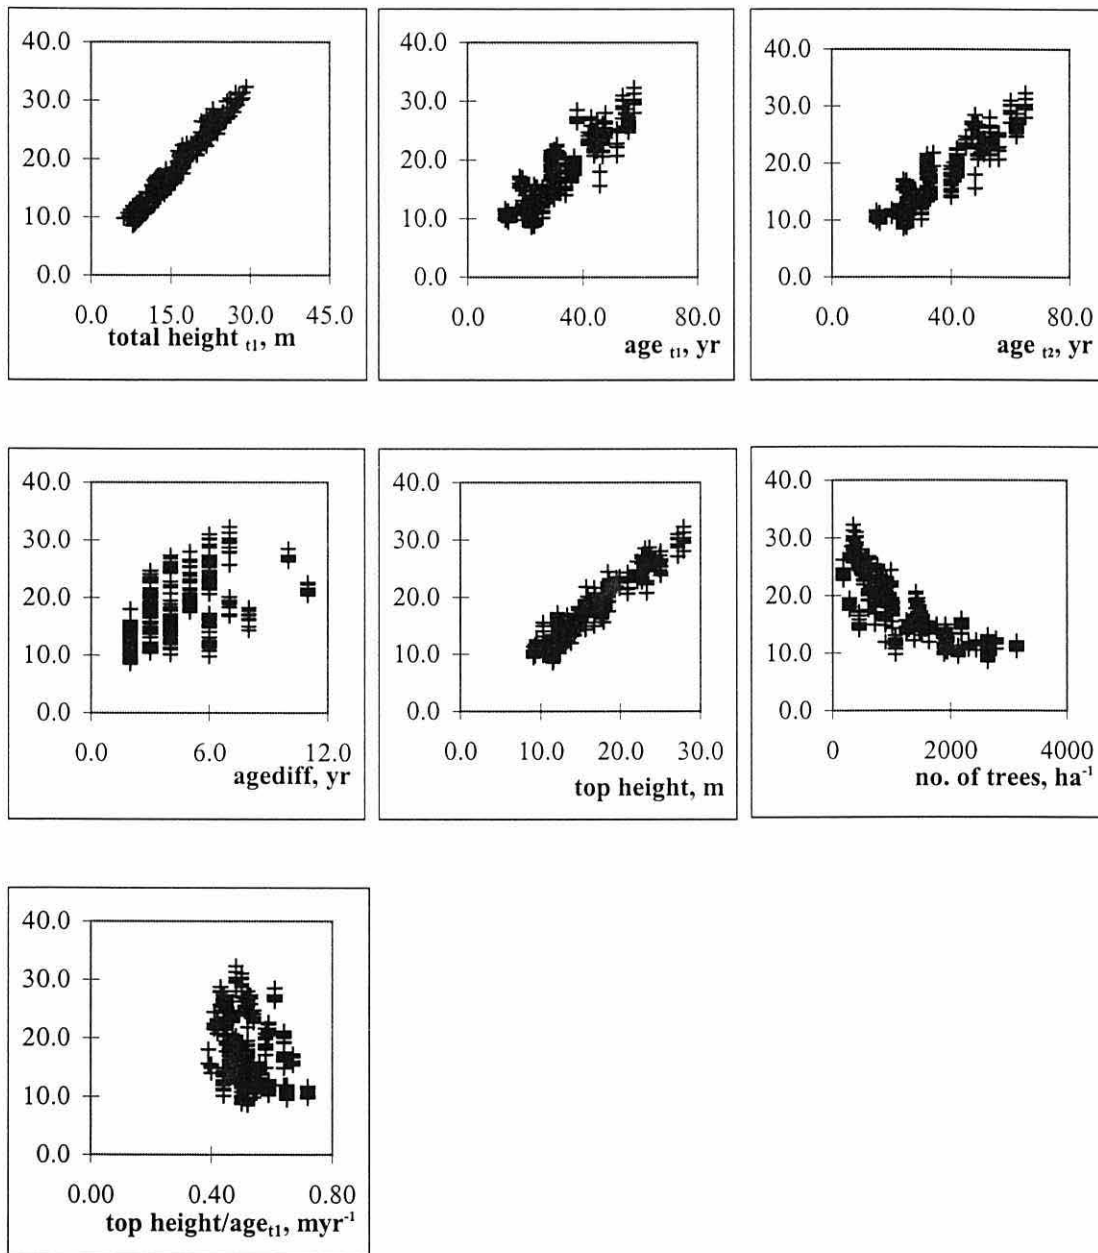 40.0
30.0
20.0
10.0
0.0
0.0 15.0 30.0 45.0
total height t1, m
40.0
30.0
20.0
10.0
0.0
0.0 40.0 80.0
age t1, yr
40.0
30.0
20.0
10.0
0.0
0.0 40.0 80.0
age t2, yr
40.0
30.0
20.0
10.0
0.0
0.0 6.0 12.0
agediff, yr
40.0
30.0
20.0
10.0
0.0
0.0 10.0 20.0 30.0
top height, m
40.0
30.0
20.0
10.0
0.0
0 2000 4000
no. of trees, ha-1
40.0
30.0
20.0
10.0
0.0
0.00 0.40 0.80
top height/aget1, myr-1